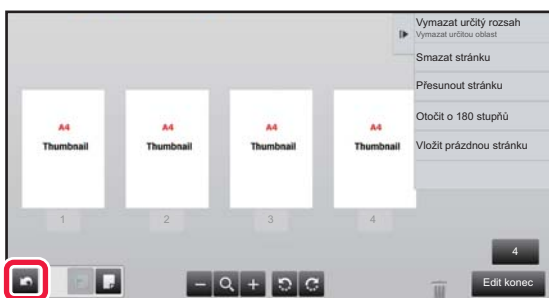 Vymazat určitý rozsah
Vymazat určitou oblast
Smazat stránku
Přesunout stránku
Otočit o 180 stupňů
Vložit prázdnou stránku
A4 A4 A4 A4
Thumbnail Thumbnail Thumbnail Thumbnail
1 2 3 4
4
Edit konec